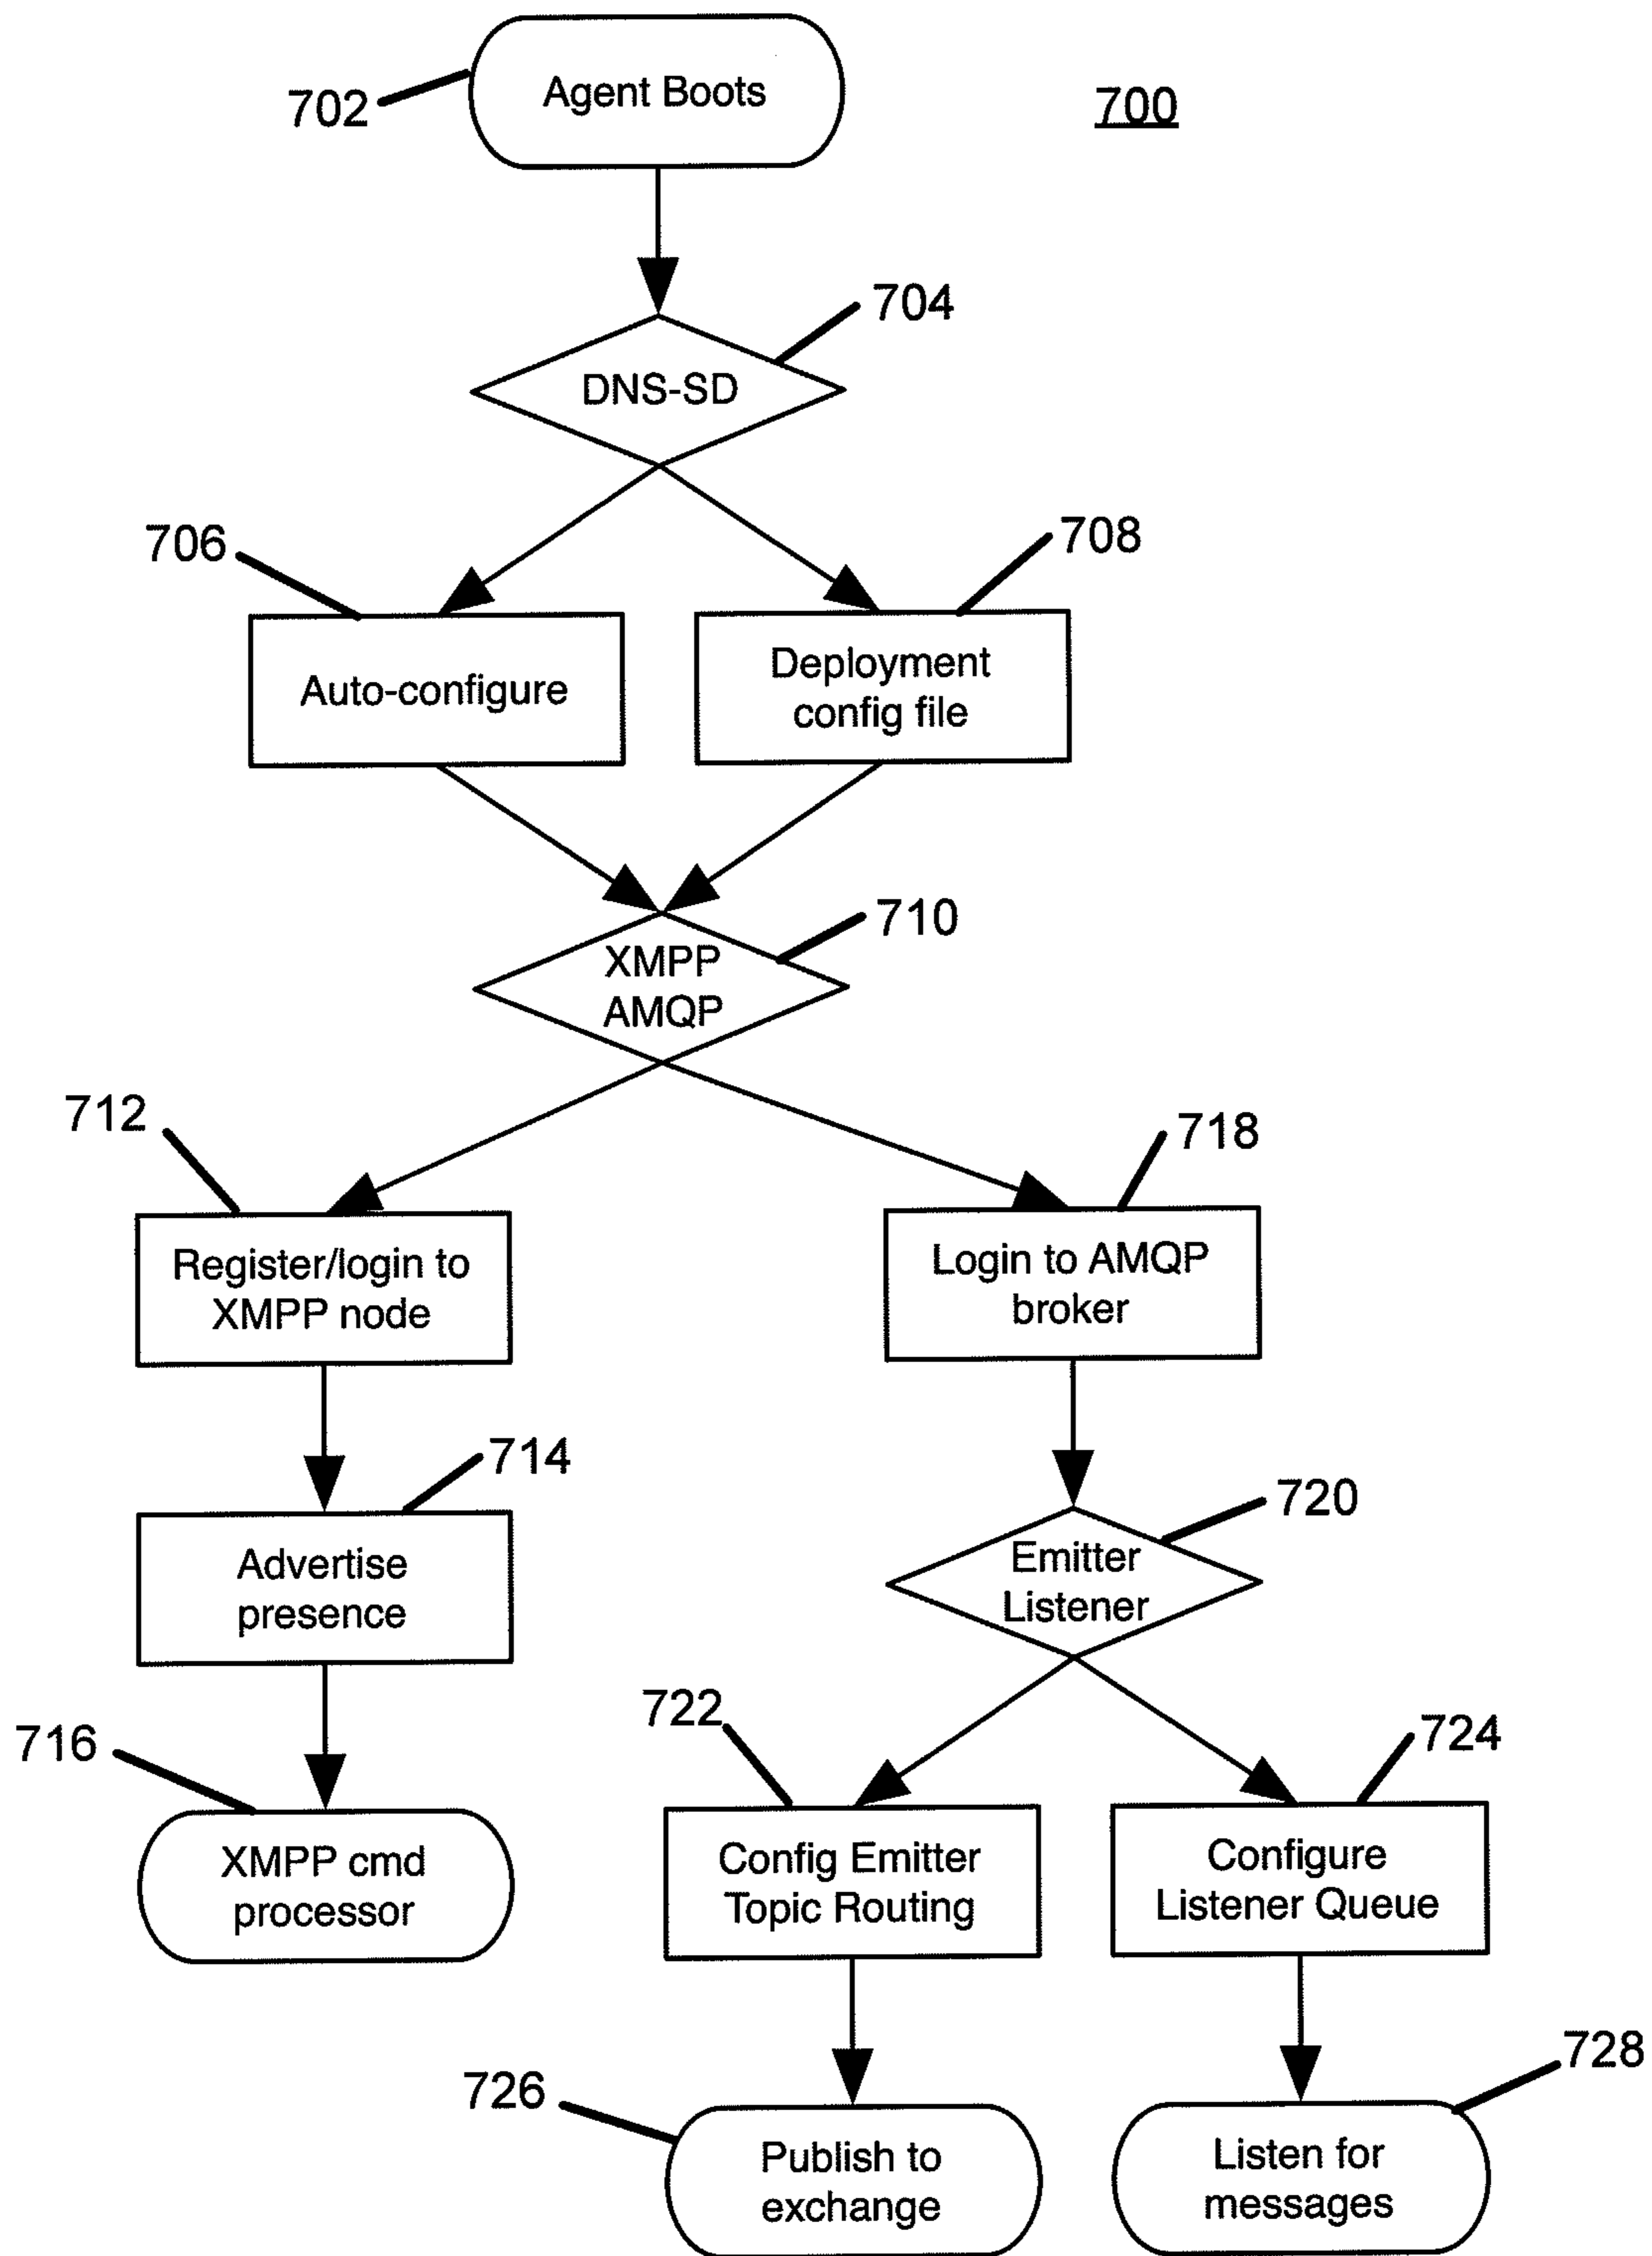 702
Agent Boots
700
704
DNS-SD
706
708
Auto-configure
Deployment
config file
710
XMPP
AMQP
712
718
Register/login to
XMPP node
Login to AMQP
broker
714
720
Advertise
presence
Emitter
Listener
722
724
716
XMPP cmd
processor
Config Emitter
Topic Routing
Configure
Listener Queue
726
728
Publish to
exchange
Listen for
messages